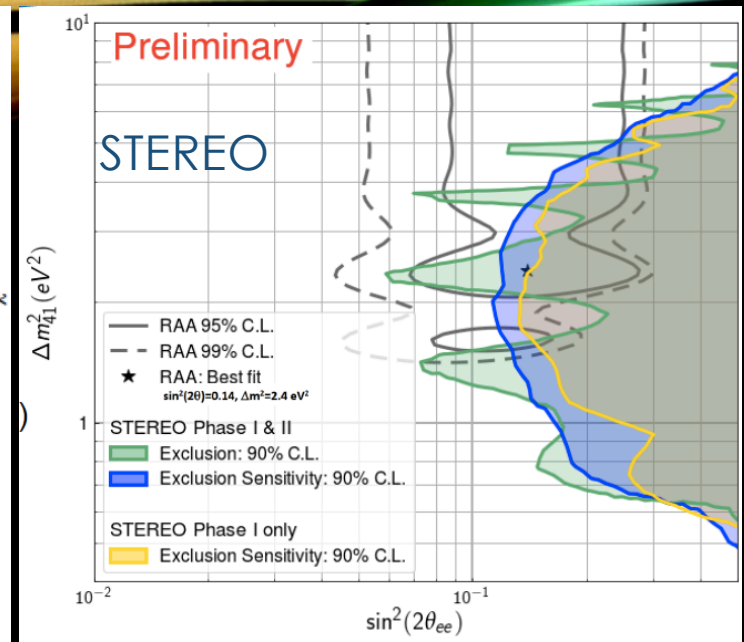 10¹
Preliminary
STEREO
Δm²₄₁ (eV²)
RAA 95% C.L.
RAA 99% C.L.
RAA: Best fit
sin²(2θ)=0.14, Δm²=2.4 eV²
)
1
STEREO Phase I & II
Exclusion: 90% C.L.
Exclusion Sensitivity: 90% C.L.
STEREO Phase I only
Exclusion Sensitivity: 90% C.L.
10⁻²
10⁻¹
sin²(2θₑₑ)